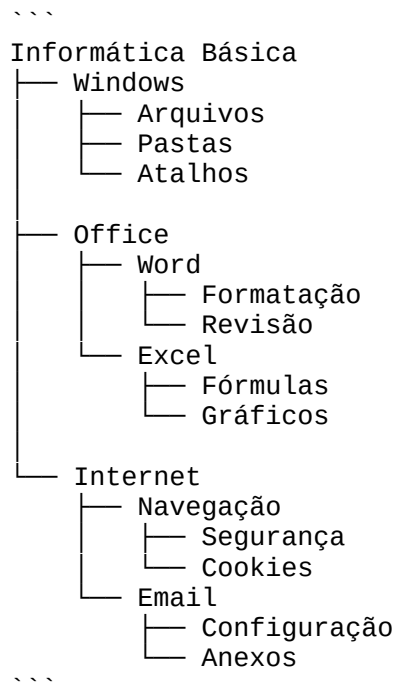 ```
Informática Básica
├── Windows
│   ├── Arquivos
│   ├── Pastas
│   └── Atalhos
│
├── Office
│   ├── Word
│   │   ├── Formatação
│   │   └── Revisão
│   └── Excel
│       ├── Fórmulas
│       └── Gráficos
│
└── Internet
    ├── Navegação
    │   ├── Segurança
    │   └── Cookies
    └── Email
        ├── Configuração
        └── Anexos
```